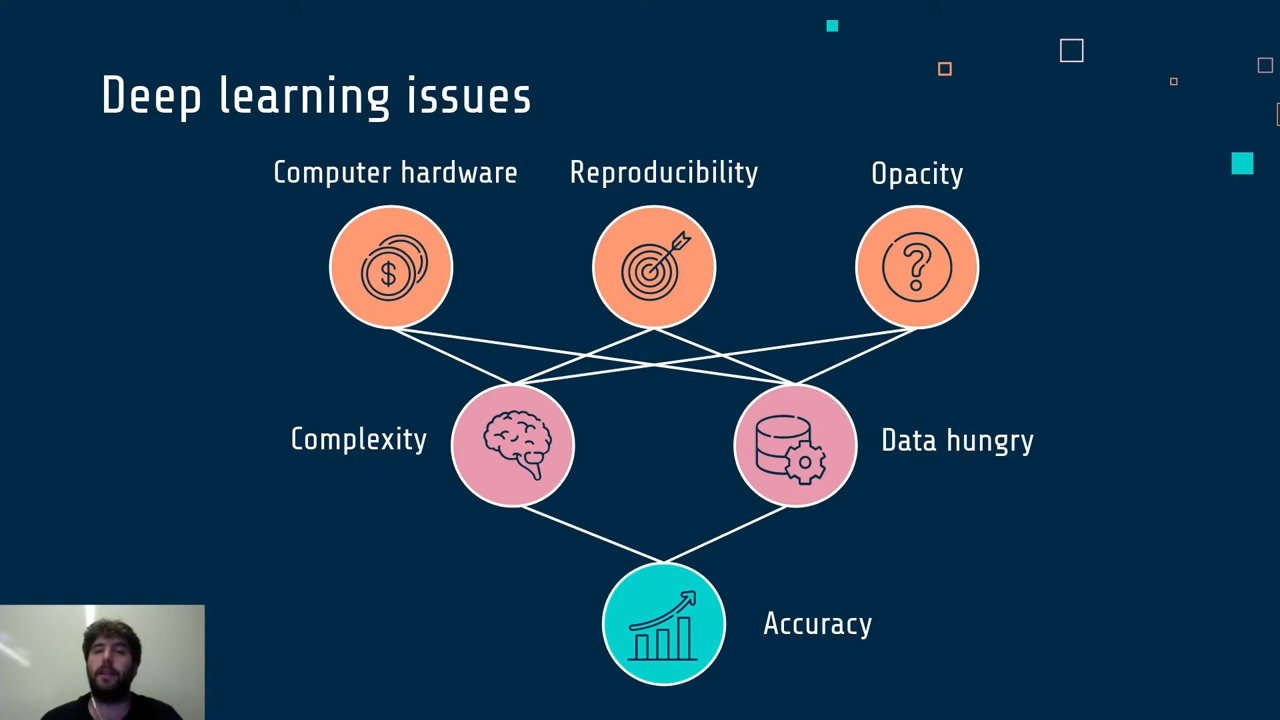 Deep learning issues
Computer hardware
Reproducibility
Opacity
$
?
Complexity
Data hungry
Accuracy